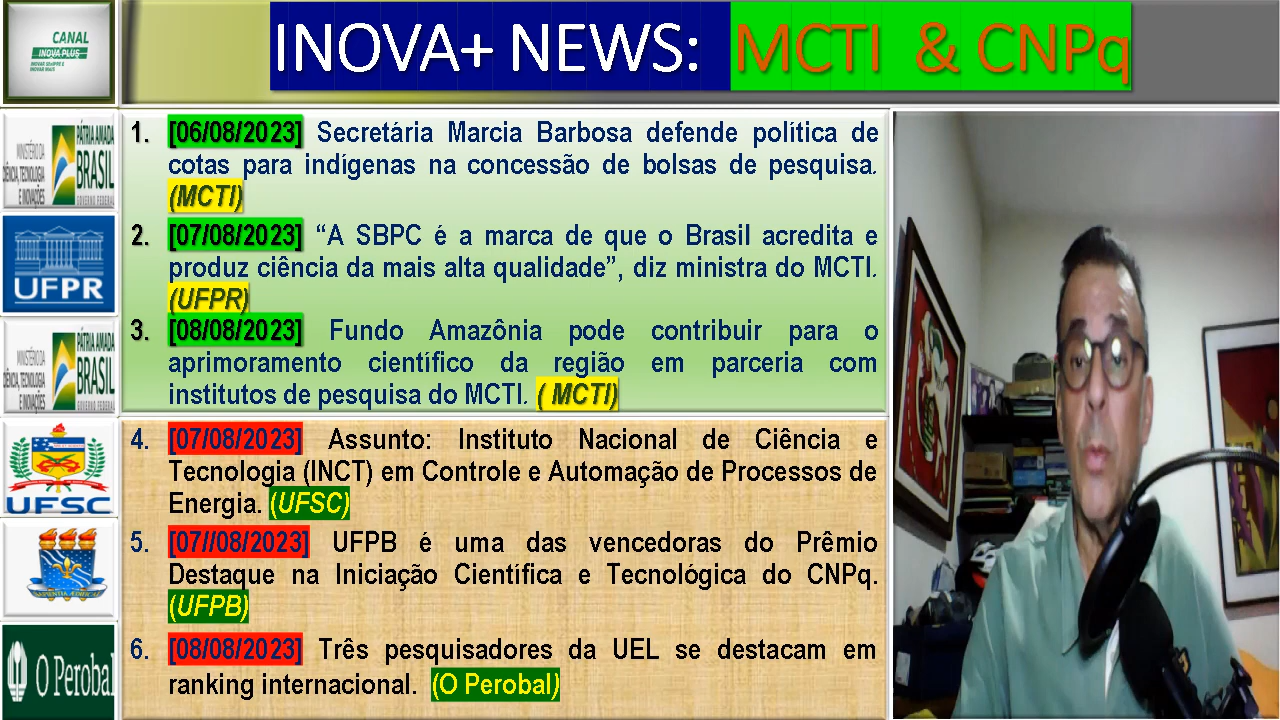 CANAL
INOVA PLUS
INOVAR SEMPRE E
INOVAR MAIS
INOVA+ NEWS: MCTI & CNPq
MINISTÉRIO DA
CIÊNCIA, TECNOLOGIA
E INOVAÇÕES
PÁTRIA AMADA
BRASIL
GOVERNO FEDERAL
1. [06/08/2023] Secretária Marcia Barbosa defende política de
cotas para indígenas na concessão de bolsas de pesquisa.
(MCTI)
UFPR
2. [07/08/2023] “A SBPC é a marca de que o Brasil acredita e
produz ciência da mais alta qualidade”, diz ministra do MCTI.
(UFPR)
MINISTÉRIO DA
CIÊNCIA, TECNOLOGIA
E INOVAÇÕES
PÁTRIA AMADA
BRASIL
GOVERNO FEDERAL
3. [08/08/2023] Fundo Amazônia pode contribuir para o
aprimoramento científico da região em parceria com
institutos de pesquisa do MCTI. ( MCTI)
UFSC
4. [07/08/2023] Assunto: Instituto Nacional de Ciência e
Tecnologia (INCT) em Controle e Automação de Processos de
Energia. (UFSC)
SAPIENTIA ÆDIFICAT
5. [07//08/2023] UFPB é uma das vencedoras do Prêmio
Destaque na Iniciação Científica e Tecnológica do CNPq.
(UFPB)
O Perobal
6. [08/08/2023] Três pesquisadores da UEL se destacam em
ranking internacional. (O Perobal)